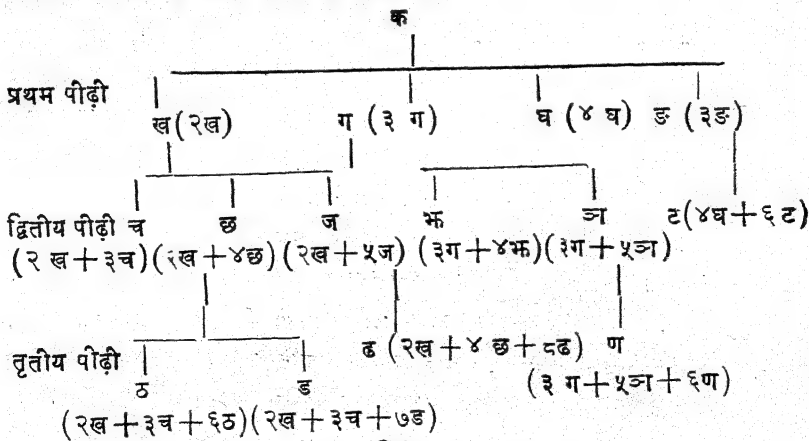 क
प्रथम पीढ़ी
ख (२ख) ग (३ ग) घ (४ घ) ङ (३ङ)
द्वितीय पीढ़ी च छ ज झ ञ ट(४घ+६ट)
(२ ख+३च)(२ख+४छ)(२ख+५ज) (३ग+४झ)(३ग+५ञ)
तृतीय पीढ़ी ठ ड ढ (२ख+४ छ+८ढ) ण
(३ ग+५ञ+६ण)
(२ख+३च+६ठ)(२ख+३च+७ड)